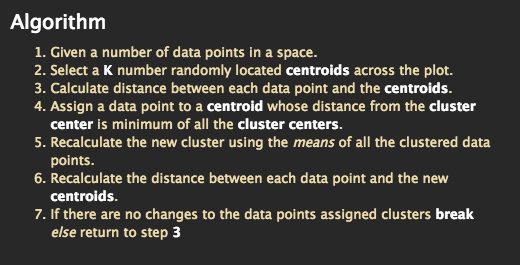 Algorithm
1. Given a number of data points in a space.
2. Select a K number randomly located centroids across the plot.
3. Calculate distance between each data point and the centroids.
4. Assign a data point to a centroid whose distance from the cluster
center is minimum of all the cluster centers.
5. Recalculate the new cluster using the means of all the clustered data
points.
6. Recalculate the distance between each data point and the new
centroids.
7. If there are no changes to the data points assigned clusters break
else return to step 3